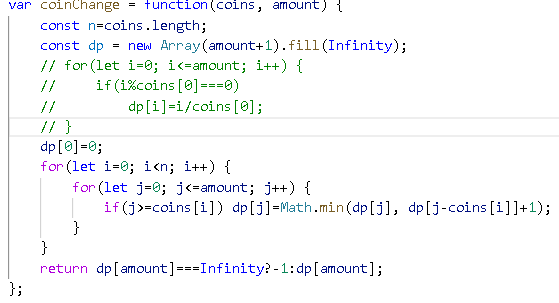 var coinChange = function(coins, amount) {
    const n=coins.length;
    const dp = new Array(amount+1).fill(Infinity);
    // for(let i=0; i<=amount; i++) {
    //     if(i%coins[0]===0)
    //         dp[i]=i/coins[0];
    // }
    dp[0]=0;
    for(let i=0; i<n; i++) {
        for(let j=0; j<=amount; j++) {
            if(j>=coins[i]) dp[j]=Math.min(dp[j], dp[j-coins[i]]+1);
        }
    }
    return dp[amount]===Infinity?-1:dp[amount];
};